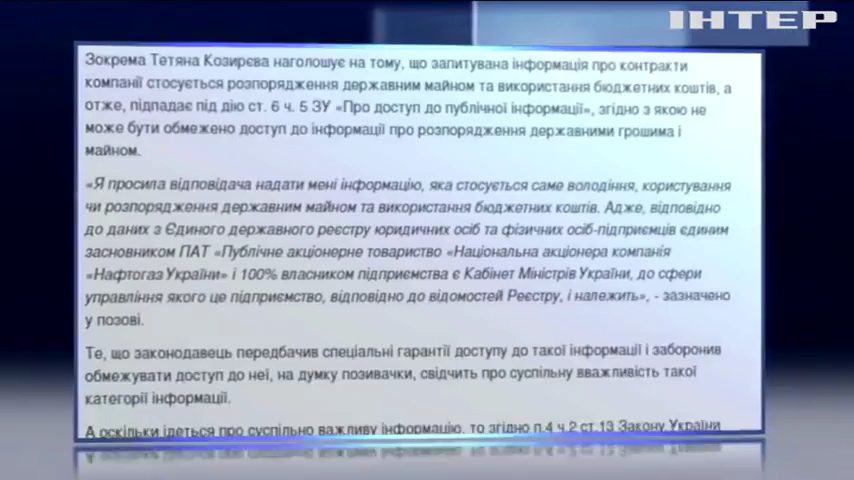 ІНТЕР
Зокрема Тетяна Козирєва наголошує на тому, що запитувана інформація про контракти
компанії стосується розпорядження державним майном та використання бюджетних коштів, а
отже, підпадає під дію ст. 6 ч. 5 ЗУ «Про доступ до публічної інформації», згідно з якою не
може бути обмежено доступ до інформації про розпорядження державними грошима і
майном.
«Я просила відповідача надати мені інформацію, яка стосується саме володіння, користування
чи розпорядження державним майном та використання бюджетних коштів. Адже, відповідно
до даних з Єдиного державного реєстру юридичних осіб та фізичних осіб-підприємців єдиним
засновником ПАТ «Публічне акціонерне товариство «Національна акціонера компанія
«Нафтогаз України» і 100% власником підприємства є Кабінет Міністрів України, до сфери
управління якого це підприємство, відповідно до відомостей Реєстру, і належить», - зазначено
у позові.
Те, що законодавець передбачив спеціальні гарантії доступу до такої інформації і заборонив
обмежувати доступ до неї, на думку позивачки, свідчить про суспільну вважливість такої
категорії інформації.
А оскільки ідеться про суспільно важливу інформацію, то згідно п.4 ч.2 ст.13 Закону України